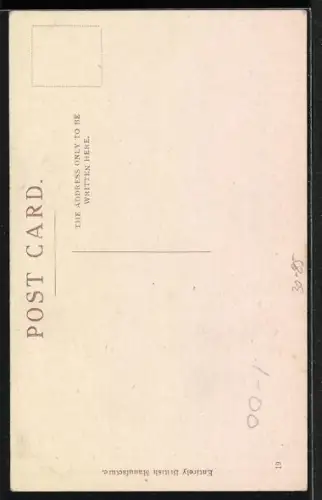 POST CARD.
THE ADDRESS ONLY TO BE
WRITTEN HERE.
Entirely British Manufacture.
19
30-85
1-00